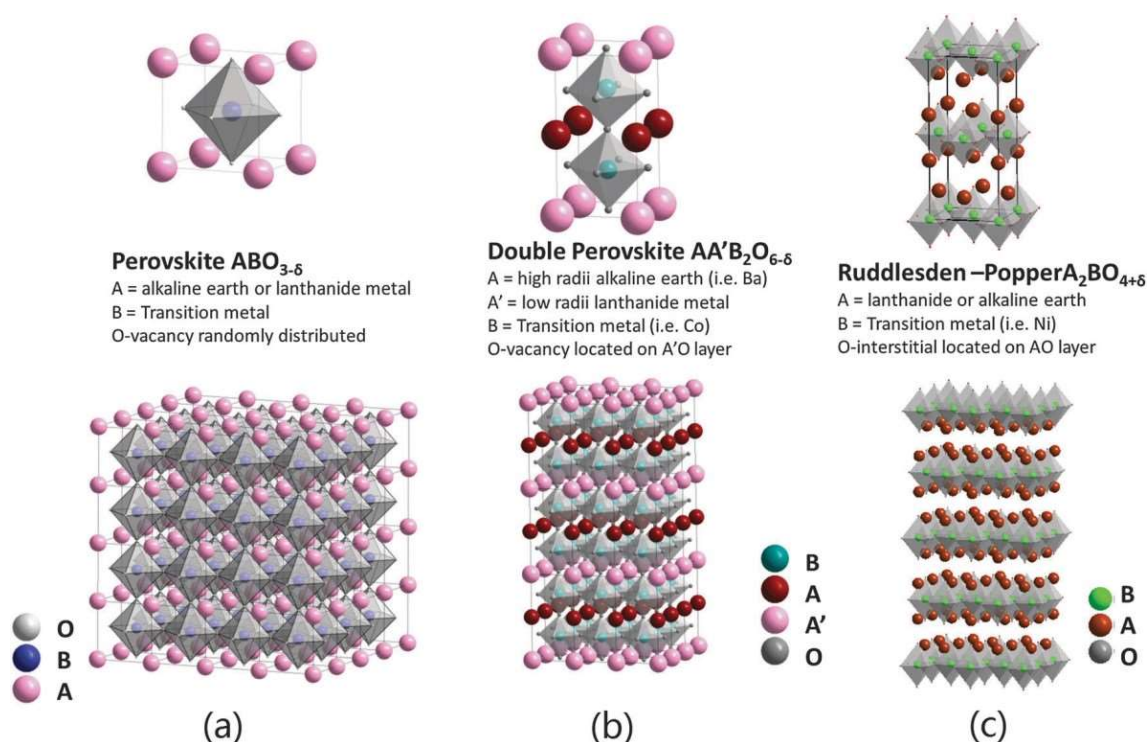 Perovskite ABO3-δ
A = alkaline earth or lanthanide metal
B = Transition metal
O-vacancy randomly distributed
Double Perovskite AA'B2O6-δ
A = high radii alkaline earth (i.e. Ba)
A' = low radii lanthanide metal
B = Transition metal (i.e. Co)
O-vacancy located on A'O layer
Ruddlesden –PopperA2BO4+δ
A = lanthanide or alkaline earth
B = Transition metal (i.e. Ni)
O-interstitial located on AO layer
O
B
A
B
A
A'
O
B
A
O
(a)
(b)
(c)